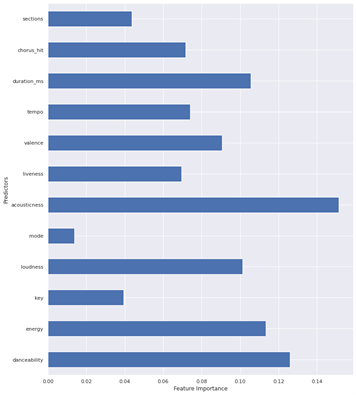 sections
chorus_hit
duration_ms
tempo
valence
liveness
acousticness
mode
loudness
key
energy
danceability
Predictors
0.00 0.02 0.04 0.06 0.08 0.10 0.12 0.14
Feature Importance